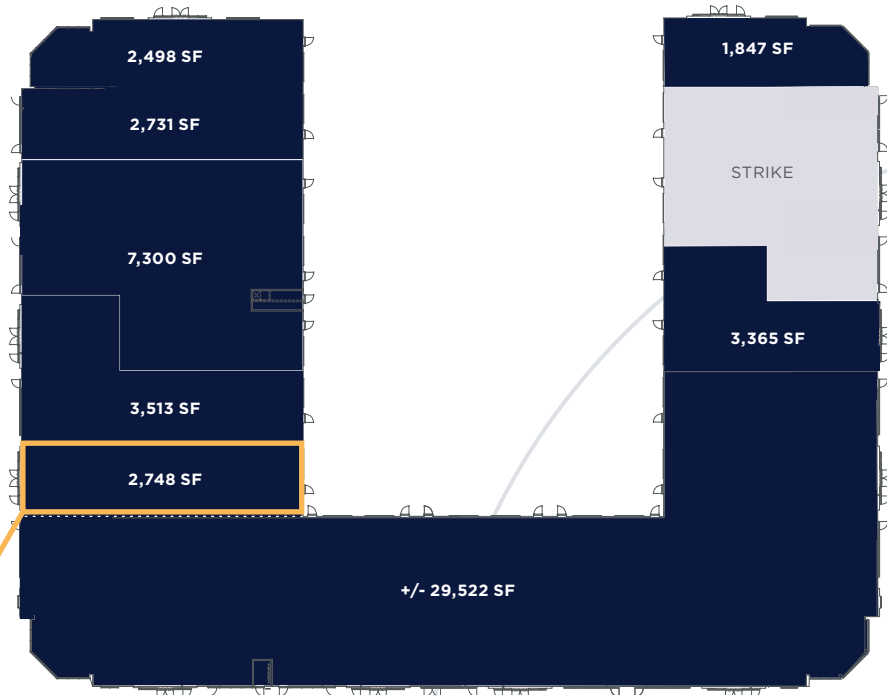 2,498 SF
1,847 SF
2,731 SF
STRIKE
7,300 SF
3,365 SF
3,513 SF
2,748 SF
+/- 29,522 SF